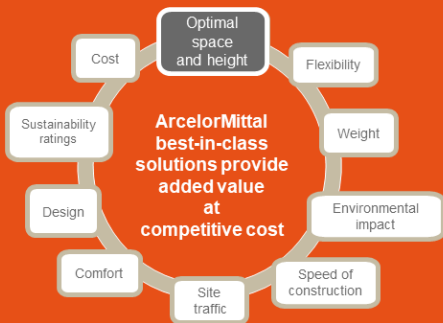 Optimal
space
and height
Flexibility
Weight
Environmental
impact
Speed of
construction
Site
traffic
Comfort
Design
Sustainability
ratings
Cost
ArcelorMittal
best-in-class
solutions provide
added value
at
competitive cost